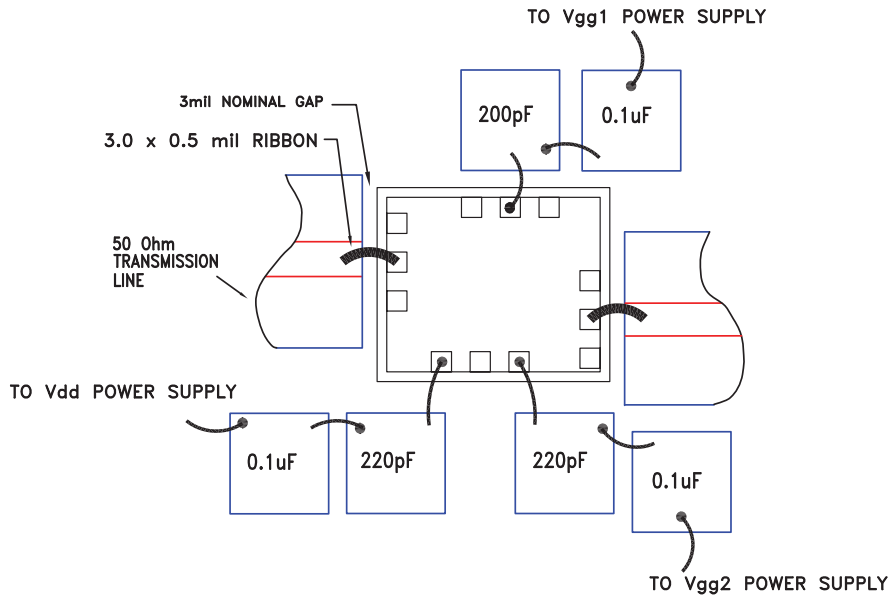 TO Vgg1 POWER SUPPLY
3mil NOMINAL GAP
200pF
0.1uF
3.0 x 0.5 mil RIBBON
50 Ohm
TRANSMISSION
LINE
TO Vdd POWER SUPPLY
0.1uF
220pF
220pF
0.1uF
TO Vgg2 POWER SUPPLY